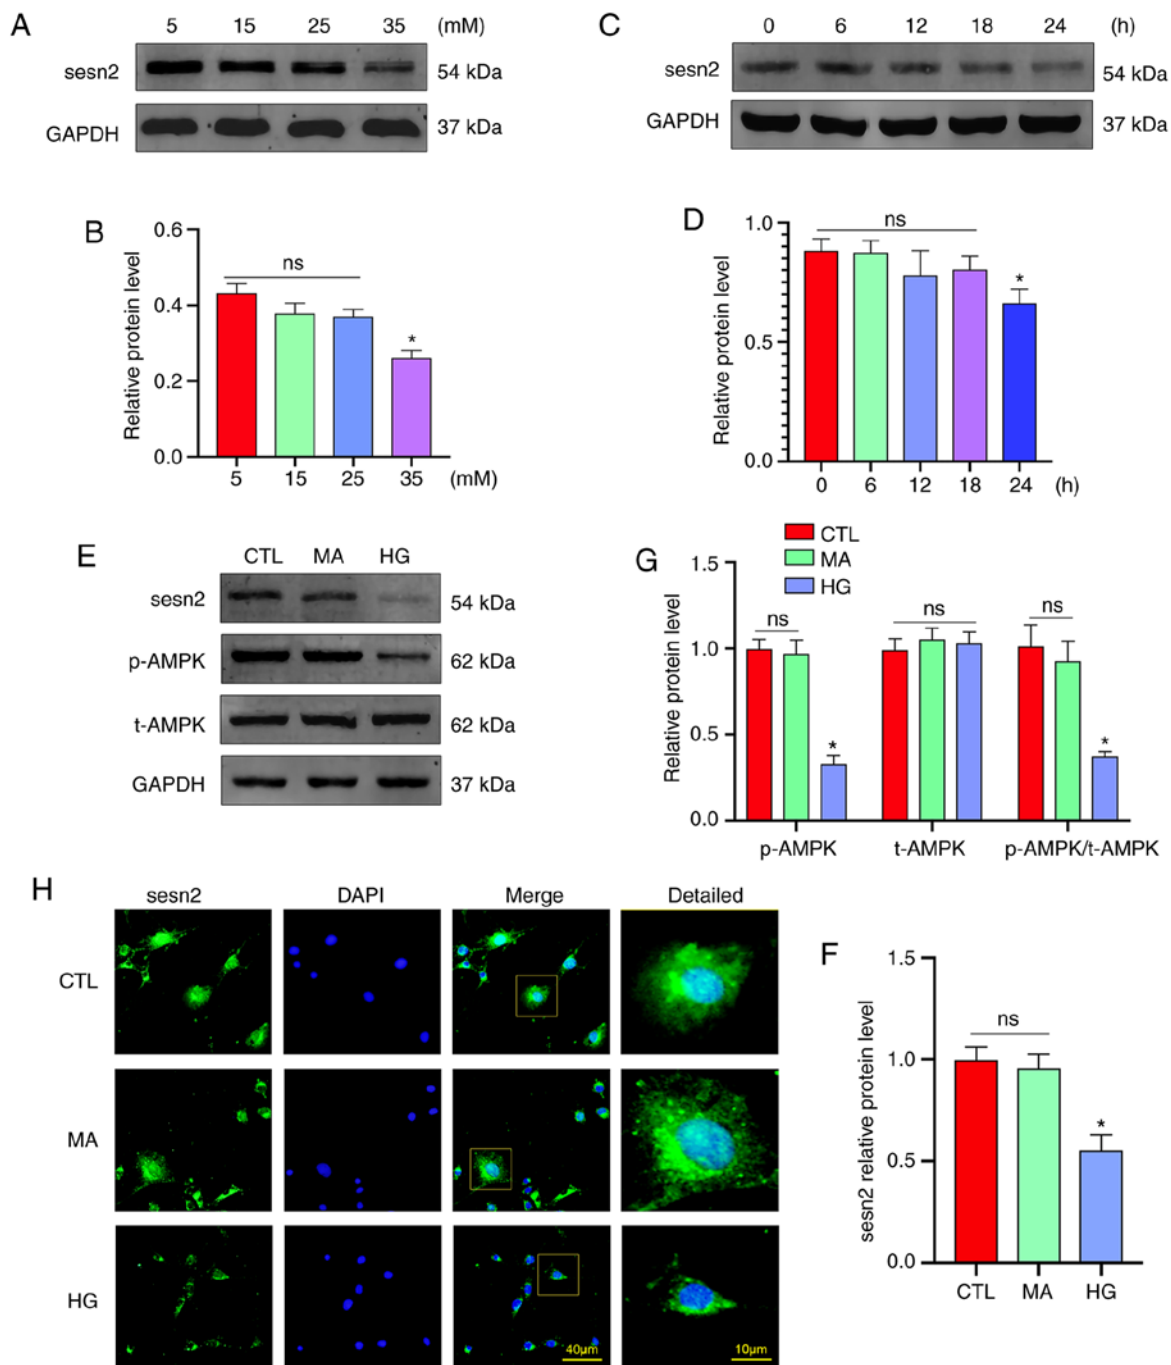 A
5 15 25 35 (mM)
sesn2 54 kDa
GAPDH 37 kDa
C
0 6 12 18 24 (h)
sesn2 54 kDa
GAPDH 37 kDa
B
Relative protein level
0.6
0.4
0.2
0.0
ns
*
5 15 25 35 (mM)
D
Relative protein level
1.0
0.5
0.0
ns
*
0 6 12 18 24 (h)
E
CTL MA HG
sesn2 54 kDa
p-AMPK 62 kDa
t-AMPK 62 kDa
GAPDH 37 kDa
G
CTL
MA
HG
Relative protein level
1.5
1.0
0.5
0.0
ns ns ns
* *
p-AMPK t-AMPK p-AMPK/t-AMPK
H
sesn2 DAPI Merge Detailed
CTL
MA
HG
40μm 10μm
F
sesn2 relative protein level
1.5
1.0
0.5
0.0
ns
*
CTL MA HG